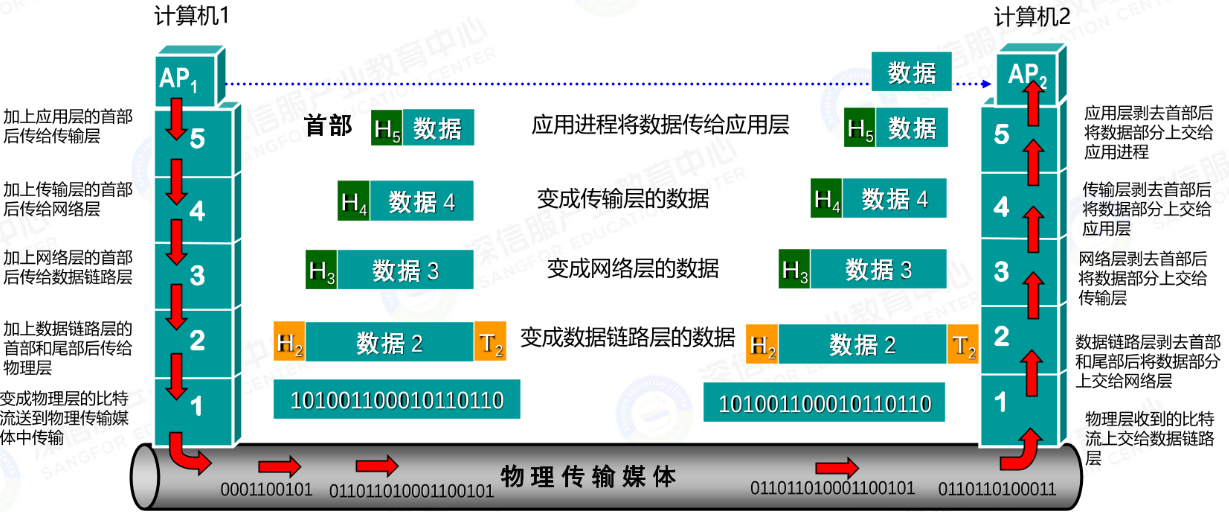 计算机1
计算机2
AP1
数据
AP2
加上应用层的首部
后传给传输层
5
首部
H5 数据
应用进程将数据传给应用层
H5 数据
5
应用层剥去首部后
将数据部分上交给
应用进程
加上传输层的首部
后传给网络层
4
H4 数据 4
变成传输层的数据
H4 数据 4
4
传输层剥去首部后
将数据部分上交给
应用层
加上网络层的首部
后传给数据链路层
3
H3 数据 3
变成网络层的数据
H3 数据 3
3
网络层剥去首部后
将数据部分上交给
传输层
加上数据链路层的
首部和尾部后传给
物理层
2
H2 数据 2 T2
变成数据链路层的数据
H2 数据 2 T2
2
数据链路层剥去首部
和尾部后将数据部分
上交给网络层
变成物理层的比特
流送到物理传输媒
体中传输
1
101001100010110110
101001100010110110
1
物理层收到的比特
流上交给数据链路
层
物理传输媒体
0001100101
0110110100011001​01
011011010001100101
0110110100011
深信服产业教育中心
SANGFOR EDUCATION CENTER